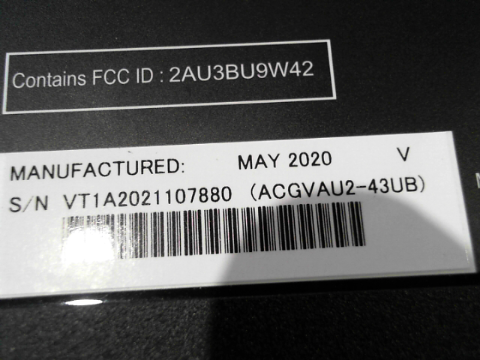 Contains FCC ID : 2AU3BU9W42
MANUFACTURED: MAY 2020 V
S/N VT1A2021107880 (ACGVAU2-43UB)